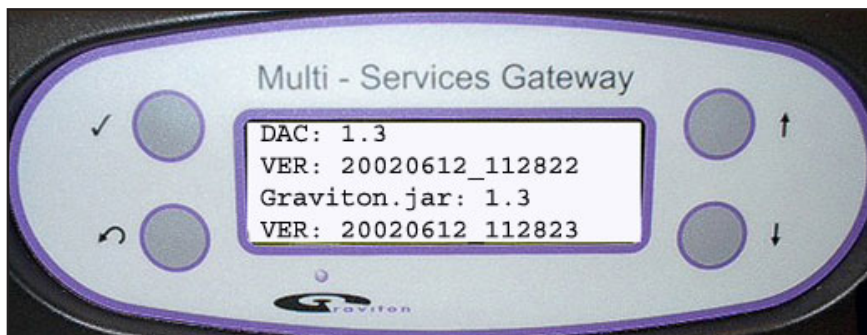 Multi - Services Gateway
DAC: 1.3
VER: 20020612_112822
Graviton.jar: 1.3
VER: 20020612_112823
Graviton